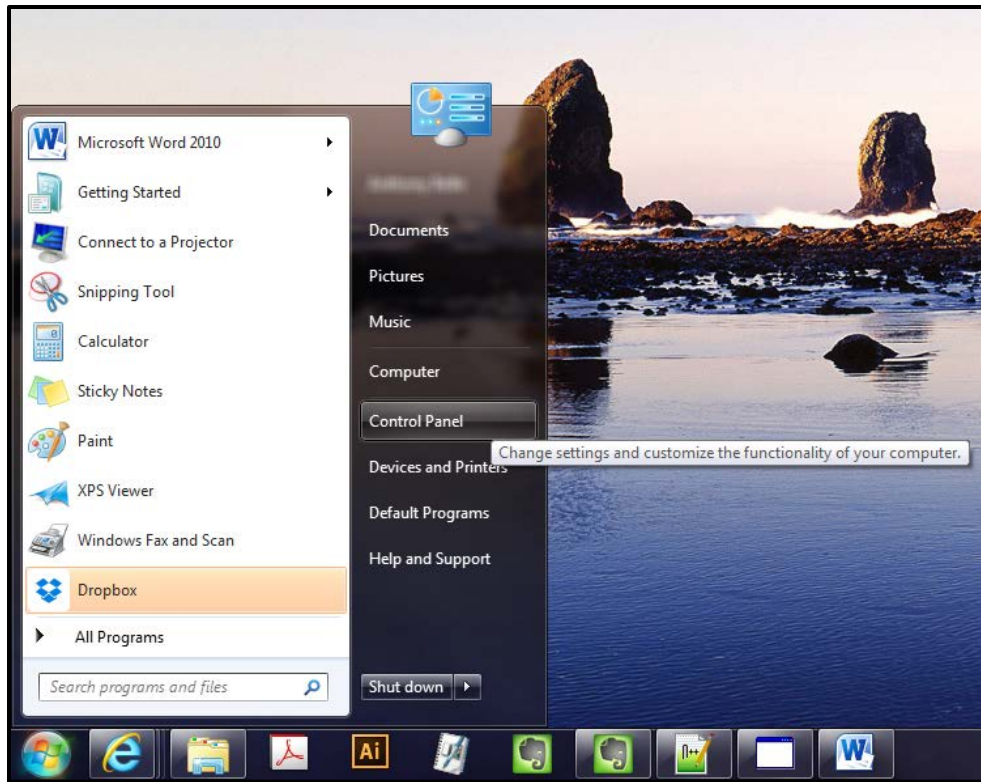 Microsoft Word 2010
Getting Started
Connect to a Projector
Snipping Tool
Calculator
Sticky Notes
Paint
XPS Viewer
Windows Fax and Scan
Dropbox
All Programs
Search programs and files
Documents
Pictures
Music
Computer
Control Panel
Change settings and customize the functionality of your computer.
Devices and Printers
Default Programs
Help and Support
Shut down
Ai
n++
W